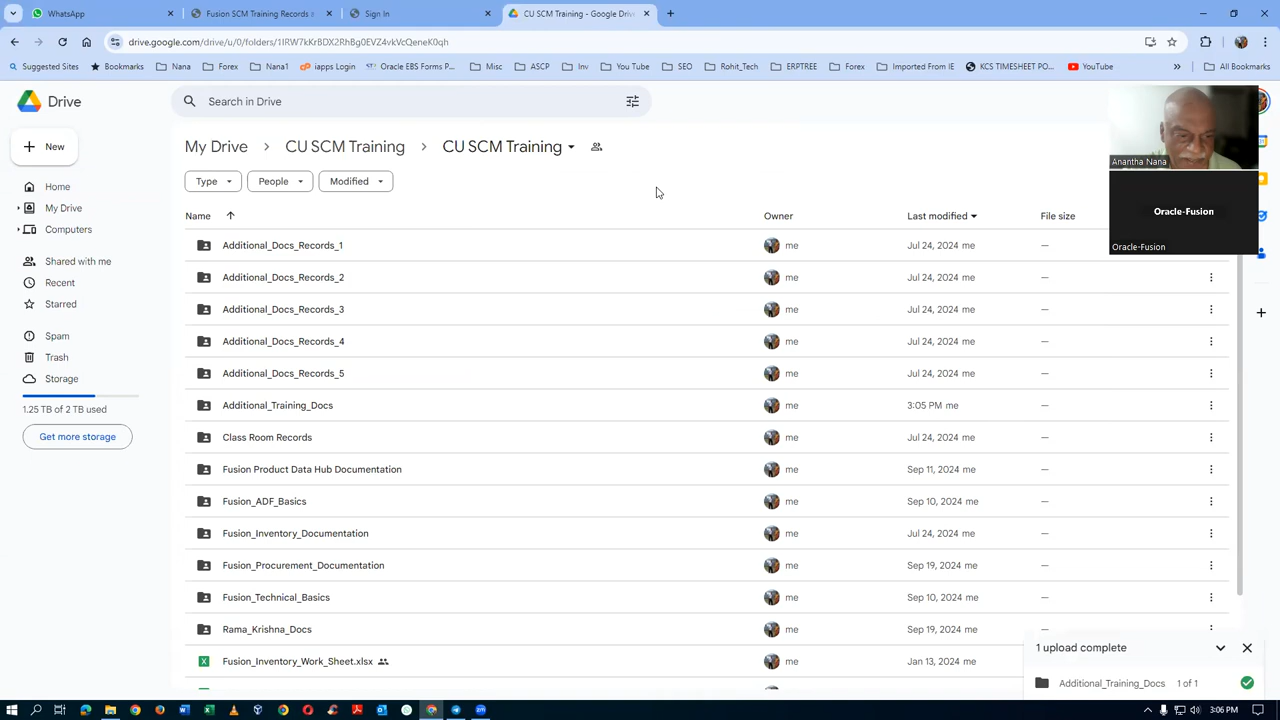 WhatsApp
Fusion SCM Training Records a
Sign In
CU SCM Training - Google Driv
drive.google.com/drive/u/0/folders/1IRW7kKrBDX2RhBg0EVZ4vkVcQeneK0qh
Suggested Sites
Bookmarks
Nana
Forex
Nana1
iapps Login
Oracle EBS Forms P...
Misc
ASCP
Inv
You Tube
SEO
Rohit_Tech
ERPTREE
Forex
Imported From IE
KCS TIMESHEET PO...
YouTube
All Bookmarks
Drive
Search in Drive
New
My Drive
CU SCM Training
CU SCM Training
Type
People
Modified
Home
My Drive
Computers
Shared with me
Recent
Starred
Spam
Trash
Storage
1.25 TB of 2 TB used
Get more storage
Name Owner Last modified File size
Additional_Docs_Records_1 me Jul 24, 2024 me —
Additional_Docs_Records_2 me Jul 24, 2024 me —
Additional_Docs_Records_3 me Jul 24, 2024 me —
Additional_Docs_Records_4 me Jul 24, 2024 me —
Additional_Docs_Records_5 me Jul 24, 2024 me —
Additional_Training_Docs me 3:05 PM me —
Class Room Records me Jul 24, 2024 me —
Fusion Product Data Hub Documentation me Sep 11, 2024 me —
Fusion_ADF_Basics me Sep 10, 2024 me —
Fusion_Inventory_Documentation me Jul 24, 2024 me —
Fusion_Procurement_Documentation me Sep 19, 2024 me —
Fusion_Technical_Basics me Sep 10, 2024 me —
Rama_Krishna_Docs me Sep 19, 2024 me —
Fusion_Inventory_Work_Sheet.xlsx me Jan 13, 2024 me
Anantha Nana
Oracle-Fusion
Oracle-Fusion
1 upload complete
Additional_Training_Docs 1 of 1
3:06 PM